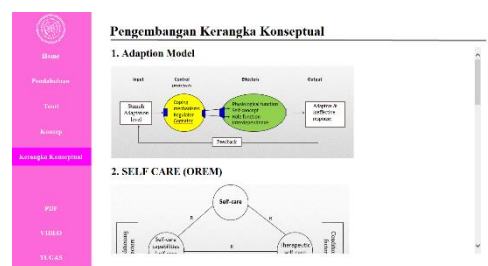 Home
Pendahuluan
Teori
Konsep
Kerangka Konseptual
PDF
VIDEO
TUGAS
Pengembangan Kerangka Konseptual
1. Adaption Model
Input
Control
processes
Effectors
Output
Stimuli
Adaptation
level
Coping
mechanisms
Regulator
Cognator
Physiological function
Self concept
Role function
Interdependence
Adaptive &
ineffective
responses
Feedback
2. SELF CARE (OREM)
Self-care
R
R
Self-care
capabilities
R
Therapeutic
self-care